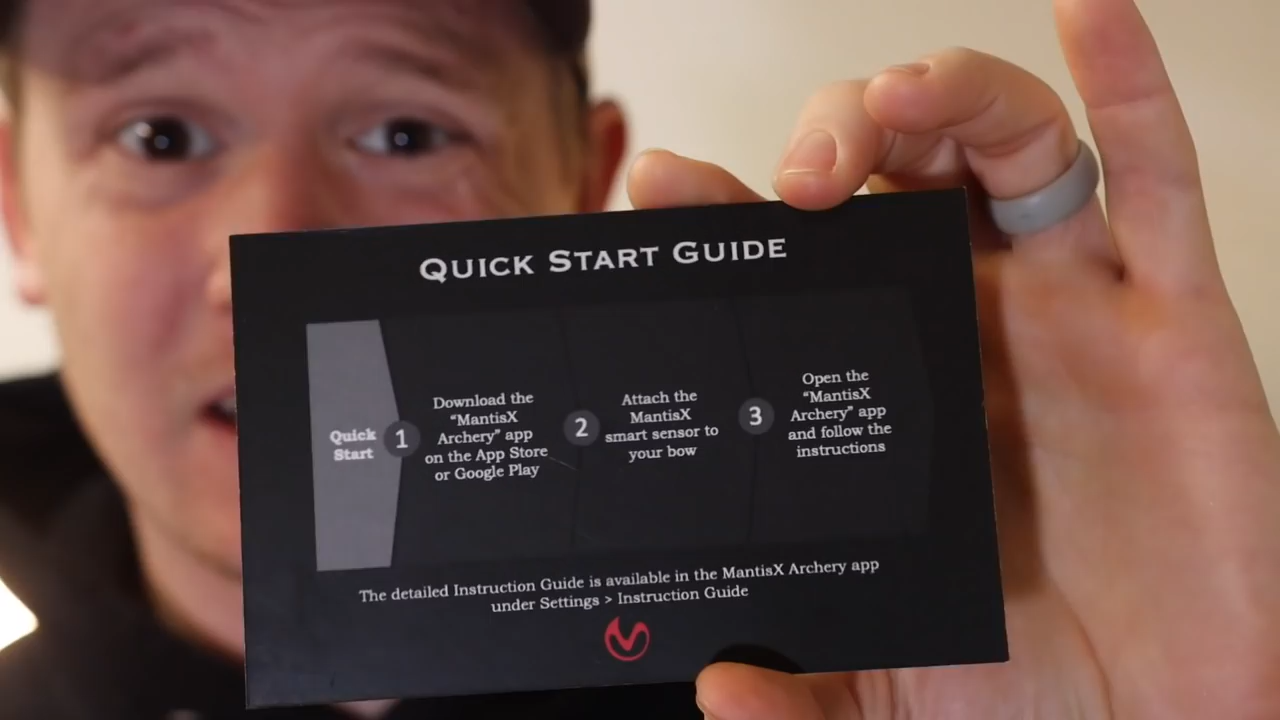 QUICK START GUIDE
Quick
Start
1
Download the
“MantisX
Archery” app
on the App Store
or Google Play
2
Attach the
MantisX
smart sensor to
your bow
3
Open the
“MantisX
Archery” app
and follow the
instructions
The detailed Instruction Guide is available in the MantisX Archery app
under Settings > Instruction Guide